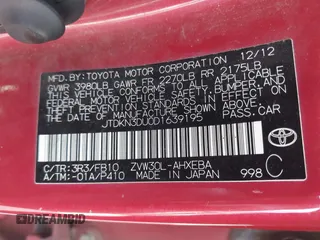 12/12
MFD. BY: TOYOTA MOTOR CORPORATION
GVWR 3980LB GAWR FR 2270LB RR 2175LB
THIS VEHICLE CONFORMS TO ALL APPLICABLE
FEDERAL MOTOR VEHICLE SAFETY, BUMPER, AND
THEFT PREVENTION STANDARDS IN EFFECT ON
THE DATE OF MANUFACTURE SHOWN ABOVE.
JTDKN3DU0D1639195
PASS. CAR
TOYOTA
C/TR: 3R3/FB10 ZVW30L-AHXEBA
A/TM: -01A/P410 MADE IN JAPAN 998
C